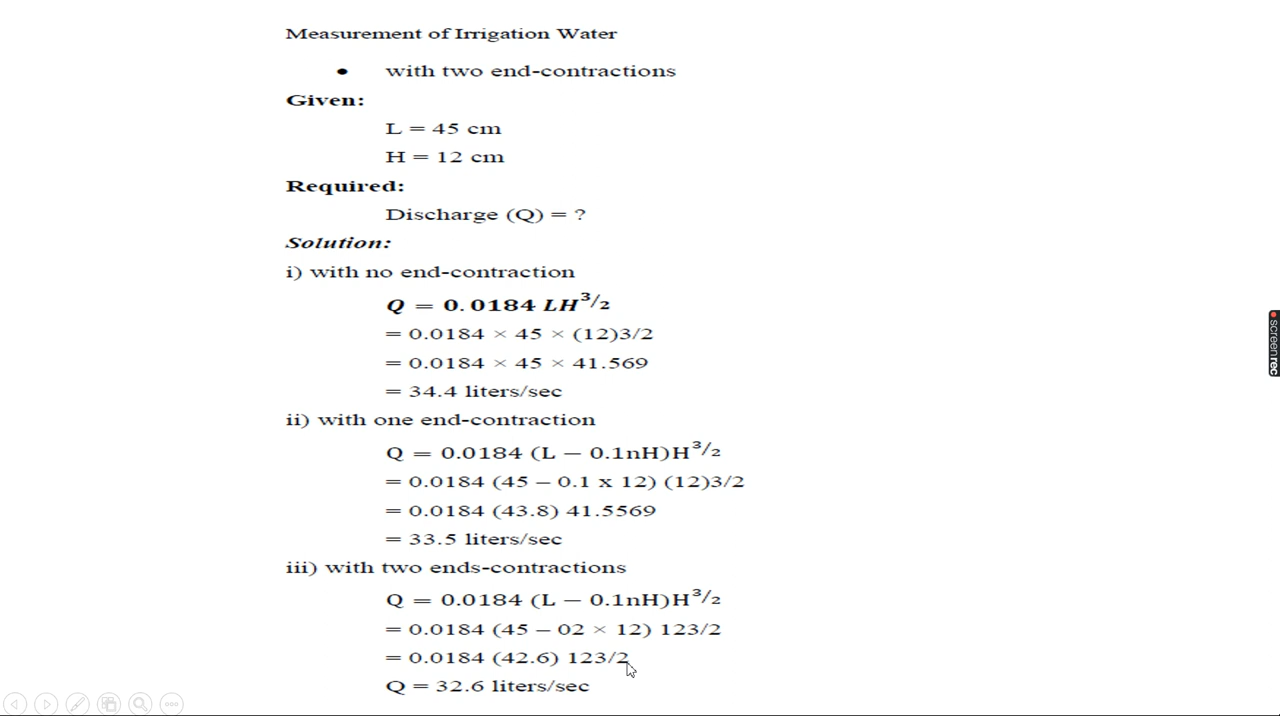 Measurement of Irrigation Water
• with two end-contractions
Given:
L = 45 cm
H = 12 cm
Required:
Discharge (Q) = ?
Solution:
i) with no end-contraction
Q = 0.0184 LH³/₂
= 0.0184 × 45 × (12)3/2
= 0.0184 × 45 × 41.569
= 34.4 liters/sec
ii) with one end-contraction
Q = 0.0184 (L − 0.1nH)H³/₂
= 0.0184 (45 – 0.1 x 12) (12)3/2
= 0.0184 (43.8) 41.5569
= 33.5 liters/sec
iii) with two ends-contractions
Q = 0.0184 (L − 0.1nH)H³/₂
= 0.0184 (45 – 02 × 12) 123/2
= 0.0184 (42.6) 123/2
Q = 32.6 liters/sec
screenrec